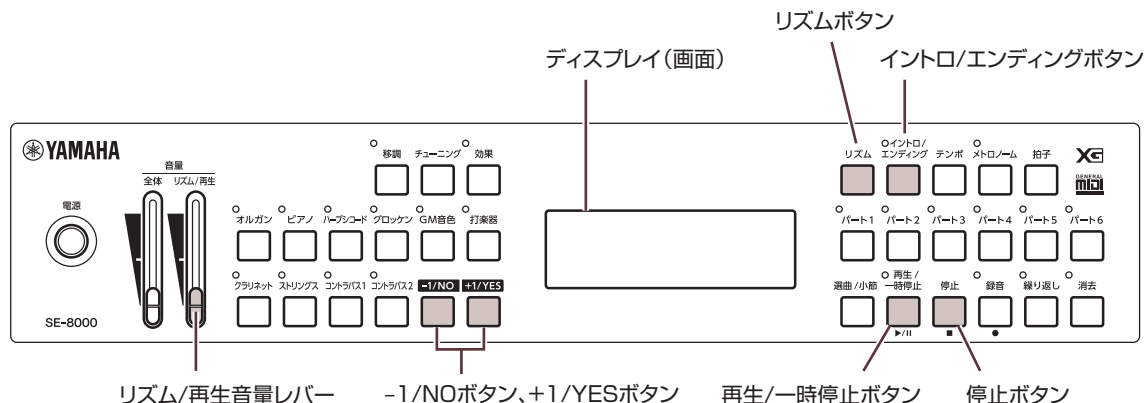 リズムボタン
ディスプレイ（画面） イントロ/エンディングボタン
YAMAHA
音量
全体 リズム/再生
電源
移調 チューニング 効果
リズム イントロ/エンディング テンポ メトロノーム 拍子
XG
GENERAL MIDI
オルガン ピアノ ハープシコード グロッケン GM音色 打楽器
パート1 パート2 パート3 パート4 パート5 パート6
クラリネット ストリングス コントラバス1 コントラバス2 -1/NO +1/YES
選曲/小節 再生/一時停止 停止 録音 繰り返し 消去
SE-8000
リズム/再生音量レバー –1/NOボタン、+1/YESボタン 再生/一時停止ボタン 停止ボタン